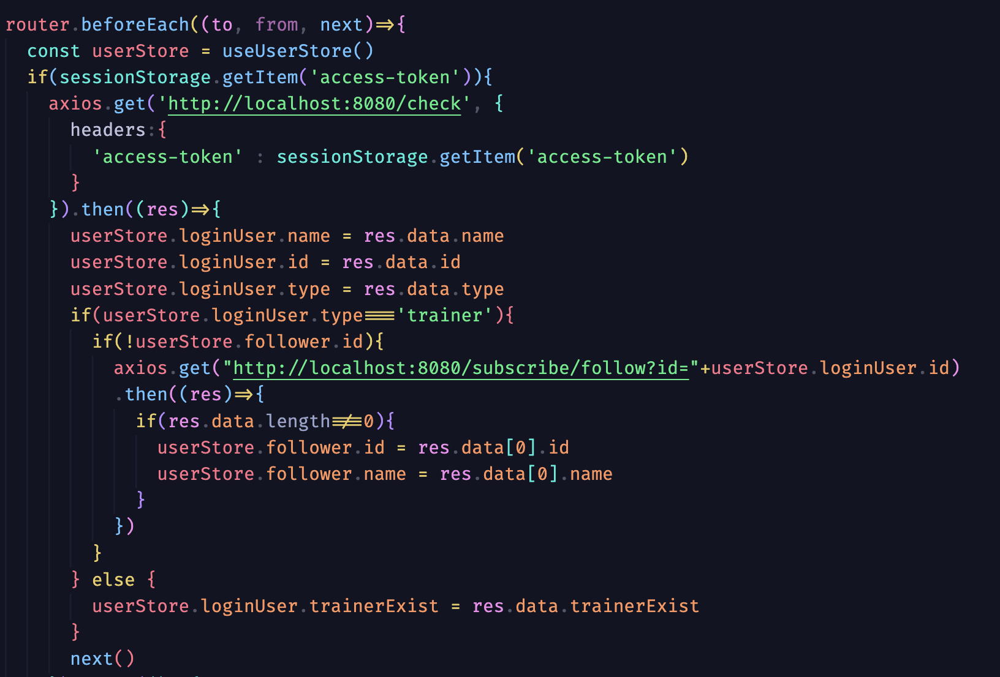 router.beforeEach((to, from, next)=>{
const userStore = useUserStore()
if(sessionStorage.getItem('access-token')){
axios.get('http://localhost:8080/check', {
headers:{
'access-token' : sessionStorage.getItem('access-token')
}
}).then((res)=>{
userStore.loginUser.name = res.data.name
userStore.loginUser.id = res.data.id
userStore.loginUser.type = res.data.type
if(userStore.loginUser.type==='trainer'){
if(!userStore.follower.id){
axios.get("http://localhost:8080/subscribe/follow?id="+userStore.loginUser.id)
.then((res)=>{
if(res.data.length!==0){
userStore.follower.id = res.data[0].id
userStore.follower.name = res.data[0].name
}
})
}
} else {
userStore.loginUser.trainerExist = res.data.trainerExist
}
next()